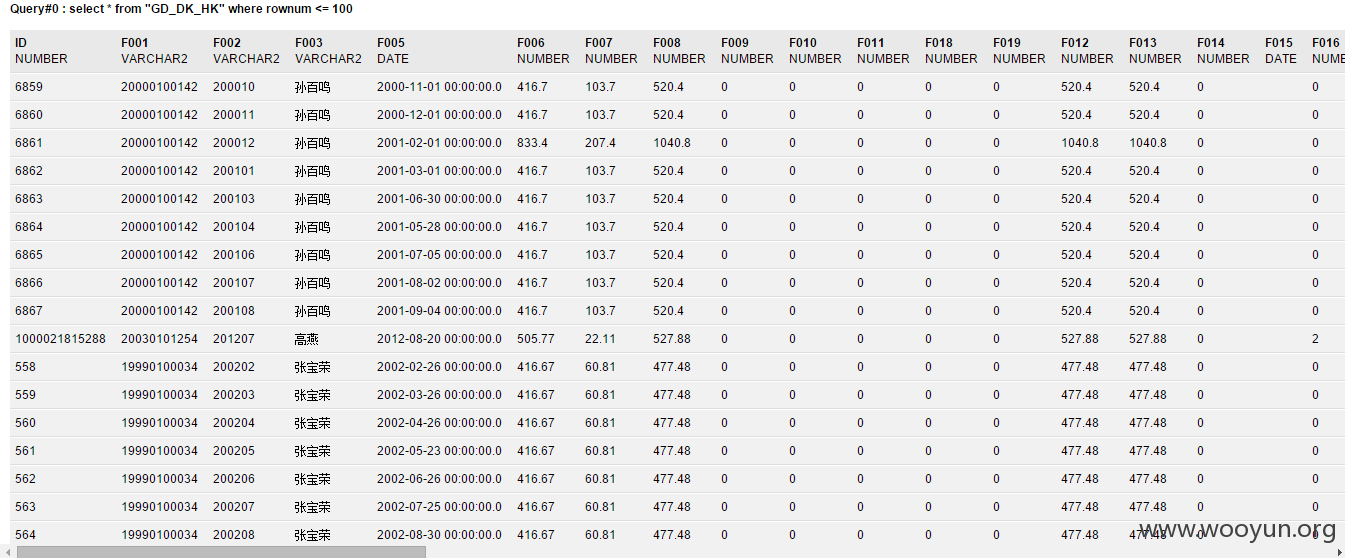 Query#0 : select * from "GD_DK_HK" where rownum <= 100
ID F001 F002 F003 F005 F006 F007 F008 F009 F010 F011 F018 F019 F012 F013 F014 F015 F016
NUMBER VARCHAR2 VARCHAR2 VARCHAR2 DATE NUMBER NUMBER NUMBER NUMBER NUMBER NUMBER NUMBER NUMBER NUMBER NUMBER NUMBER DATE NUME
6859 20000100142 200010 孙百鸣 2000-11-01 00:00:00.0 416.7 103.7 520.4 0 0 0 0 0 520.4 520.4 0 0
6860 20000100142 200011 孙百鸣 2000-12-01 00:00:00.0 416.7 103.7 520.4 0 0 0 0 0 520.4 520.4 0 0
6861 20000100142 200012 孙百鸣 2001-02-01 00:00:00.0 833.4 207.4 1040.8 0 0 0 0 0 1040.8 1040.8 0 0
6862 20000100142 200101 孙百鸣 2001-03-01 00:00:00.0 416.7 103.7 520.4 0 0 0 0 0 520.4 520.4 0 0
6863 20000100142 200103 孙百鸣 2001-06-30 00:00:00.0 416.7 103.7 520.4 0 0 0 0 0 520.4 520.4 0 0
6864 20000100142 200104 孙百鸣 2001-05-28 00:00:00.0 416.7 103.7 520.4 0 0 0 0 0 520.4 520.4 0 0
6865 20000100142 200106 孙百鸣 2001-07-05 00:00:00.0 416.7 103.7 520.4 0 0 0 0 0 520.4 520.4 0 0
6866 20000100142 200107 孙百鸣 2001-08-02 00:00:00.0 416.7 103.7 520.4 0 0 0 0 0 520.4 520.4 0 0
6867 20000100142 200108 孙百鸣 2001-09-04 00:00:00.0 416.7 103.7 520.4 0 0 0 0 0 520.4 520.4 0 0
1000021815288 20030101254 201207 高燕 2012-08-20 00:00:00.0 505.77 22.11 527.88 0 0 0 0 0 527.88 527.88 0 2
558 19990100034 200202 张宝荣 2002-02-26 00:00:00.0 416.67 60.81 477.48 0 0 0 0 0 477.48 477.48 0 0
559 19990100034 200203 张宝荣 2002-03-26 00:00:00.0 416.67 60.81 477.48 0 0 0 0 0 477.48 477.48 0 0
560 19990100034 200204 张宝荣 2002-04-26 00:00:00.0 416.67 60.81 477.48 0 0 0 0 0 477.48 477.48 0 0
561 19990100034 200205 张宝荣 2002-05-23 00:00:00.0 416.67 60.81 477.48 0 0 0 0 0 477.48 477.48 0 0
562 19990100034 200206 张宝荣 2002-06-26 00:00:00.0 416.67 60.81 477.48 0 0 0 0 0 477.48 477.48 0 0
563 19990100034 200207 张宝荣 2002-07-25 00:00:00.0 416.67 60.81 477.48 0 0 0 0 0 477.48 477.48 0 0
564 19990100034 200208 张宝荣 2002-08-30 00:00:00.0 416.67 60.81 477.48 0 0 0 0 0 477.48 477.48 0 0
www.wooyun.org